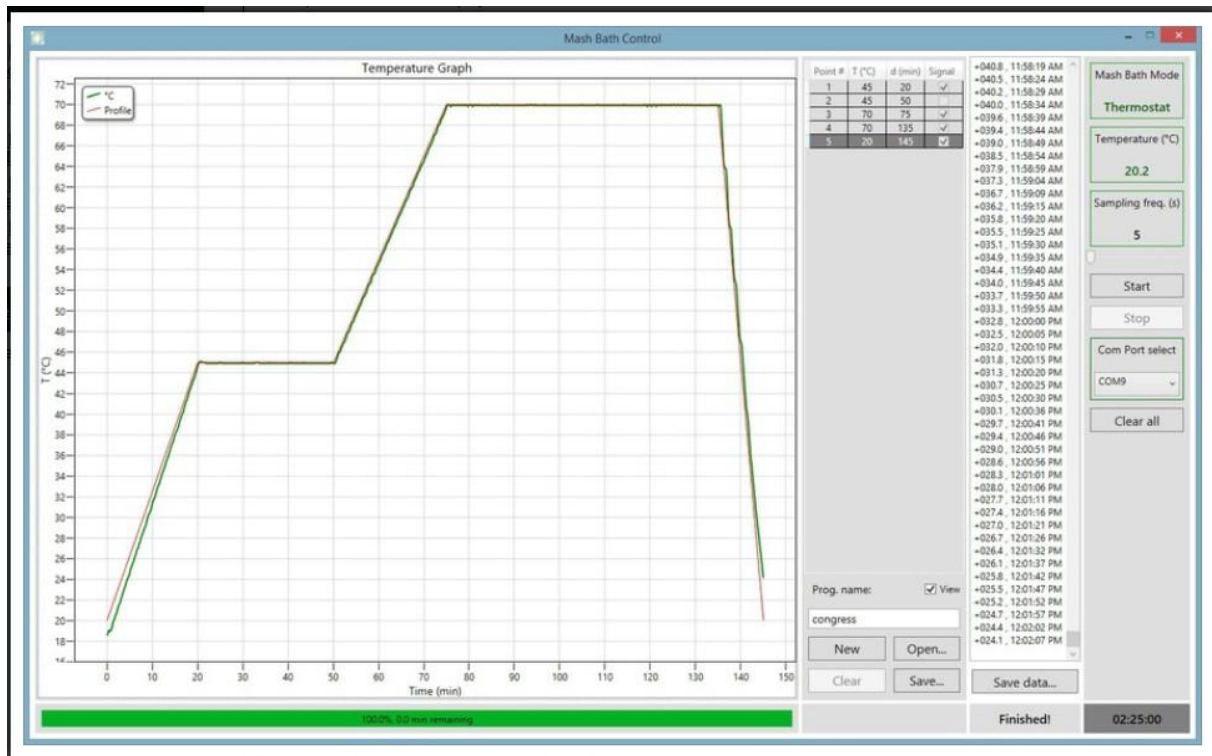 Mash Bath Control
Temperature Graph
°C
Profile
T (°C)
72
70
68
66
64
62
60
58
56
54
52
50
48
46
44
42
40
38
36
34
32
30
28
26
24
22
20
18
16
0 10 20 30 40 50 60 70 80 90 100 110 120 130 140 150
Time (min)
100.0%, 0.0 min remaining
Point # T (°C) d (min) Signal
1 45 20
2 45 50
3 70 75
4 70 135
5 20 145
Prog. name: View
congress
New Open...
Clear Save...
+040.8 , 11:58:19 AM
+040.5 , 11:58:24 AM
+040.2 , 11:58:29 AM
+040.0 , 11:58:34 AM
+039.6 , 11:58:39 AM
+039.4 , 11:58:44 AM
+039.0 , 11:58:49 AM
+038.5 , 11:58:54 AM
+037.9 , 11:58:59 AM
+037.3 , 11:59:04 AM
+036.7 , 11:59:09 AM
+036.2 , 11:59:15 AM
+035.8 , 11:59:20 AM
+035.5 , 11:59:25 AM
+035.1 , 11:59:30 AM
+034.9 , 11:59:35 AM
+034.4 , 11:59:40 AM
+034.0 , 11:59:45 AM
+033.7 , 11:59:50 AM
+033.3 , 11:59:55 AM
+032.8 , 12:00:00 PM
+032.5 , 12:00:05 PM
+032.0 , 12:00:10 PM
+031.8 , 12:00:15 PM
+031.3 , 12:00:20 PM
+030.7 , 12:00:25 PM
+030.5 , 12:00:30 PM
+030.1 , 12:00:36 PM
+029.7 , 12:00:41 PM
+029.4 , 12:00:46 PM
+029.0 , 12:00:51 PM
+028.6 , 12:00:56 PM
+028.3 , 12:01:01 PM
+028.0 , 12:01:06 PM
+027.7 , 12:01:11 PM
+027.4 , 12:01:16 PM
+027.0 , 12:01:21 PM
+026.7 , 12:01:26 PM
+026.4 , 12:01:32 PM
+026.1 , 12:01:37 PM
+025.8 , 12:01:42 PM
+025.5 , 12:01:47 PM
+025.2 , 12:01:52 PM
+024.7 , 12:01:57 PM
+024.4 , 12:02:02 PM
+024.1 , 12:02:07 PM
Save data...
Finished!
Mash Bath Mode
Thermostat
Temperature (°C)
20.2
Sampling freq. (s)
5
Start
Stop
Com Port select
COM9
Clear all
02:25:00